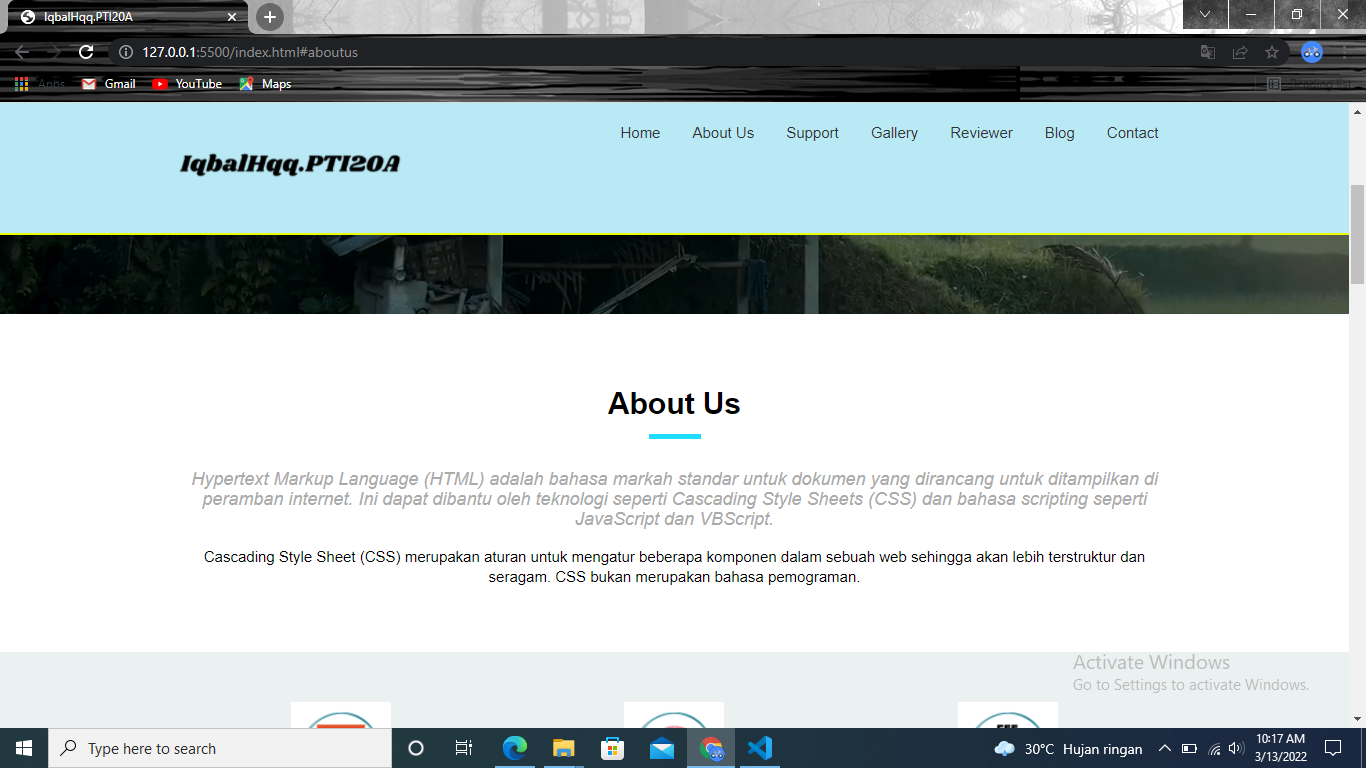 IqbalHqq.PTI20A
127.0.0.1:5500/index.html#aboutus
Apps Gmail YouTube Maps Reading list
Home About Us Support Gallery Reviewer Blog Contact
IqbalHqq.PTI20A
About Us
Hypertext Markup Language (HTML) adalah bahasa markah standar untuk dokumen yang dirancang untuk ditampilkan di
peramban internet. Ini dapat dibantu oleh teknologi seperti Cascading Style Sheets (CSS) dan bahasa scripting seperti
JavaScript dan VBScript.
Cascading Style Sheet (CSS) merupakan aturan untuk mengatur beberapa komponen dalam sebuah web sehingga akan lebih terstruktur dan
seragam. CSS bukan merupakan bahasa pemograman.
Activate Windows
Go to Settings to activate Windows.
Type here to search
30°C Hujan ringan
10:17 AM
3/13/2022